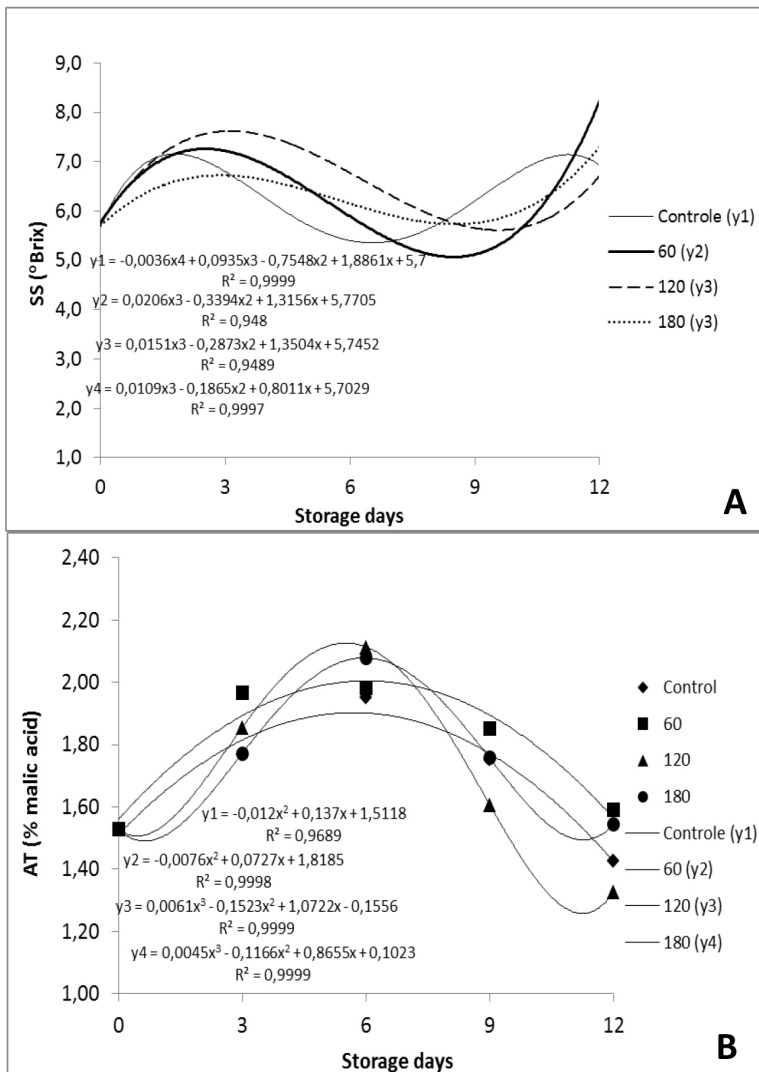 9,0
8,0
7,0
6,0
5,0
4,0
3,0
2,0
1,0
SS (°Brix)
y1 = -0,0036x4 + 0,0935x3 - 0,7548x2 + 1,8861x + 5,7
R² = 0,9999
y2 = 0,0206x3 - 0,3394x2 + 1,3156x + 5,7705
R² = 0,948
y3 = 0,0151x3 - 0,2873x2 + 1,3504x + 5,7452
R² = 0,9489
y4 = 0,0109x3 - 0,1865x2 + 0,8011x + 5,7029
R² = 0,9997
Controle (y1)
60 (y2)
120 (y3)
180 (y3)
0 3 6 9 12
Storage days
A
2,40
2,20
2,00
1,80
1,60
1,40
1,20
1,00
AT (% malic acid)
y1 = -0,012x² + 0,137x + 1,5118
R² = 0,9689
y2 = -0,0076x² + 0,0727x + 1,8185
R² = 0,9998
y3 = 0,0061x³ - 0,1523x² + 1,0722x - 0,1556
R² = 0,9999
y4 = 0,0045x³ - 0,1166x² + 0,8655x + 0,1023
R² = 0,9999
Control
60
120
180
Controle (y1)
60 (y2)
120 (y3)
180 (y4)
0 3 6 9 12
Storage days
B